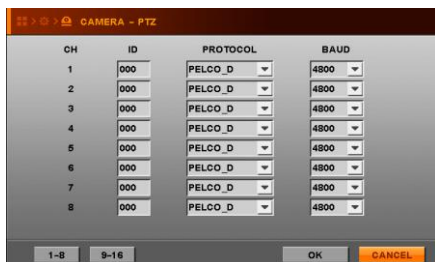 CAMERA - PTZ
CH ID PROTOCOL BAUD
1 000 PELCO_D 4800
2 000 PELCO_D 4800
3 000 PELCO_D 4800
4 000 PELCO_D 4800
5 000 PELCO_D 4800
6 000 PELCO_D 4800
7 000 PELCO_D 4800
8 000 PELCO_D 4800
1~8 9~16 OK CANCEL